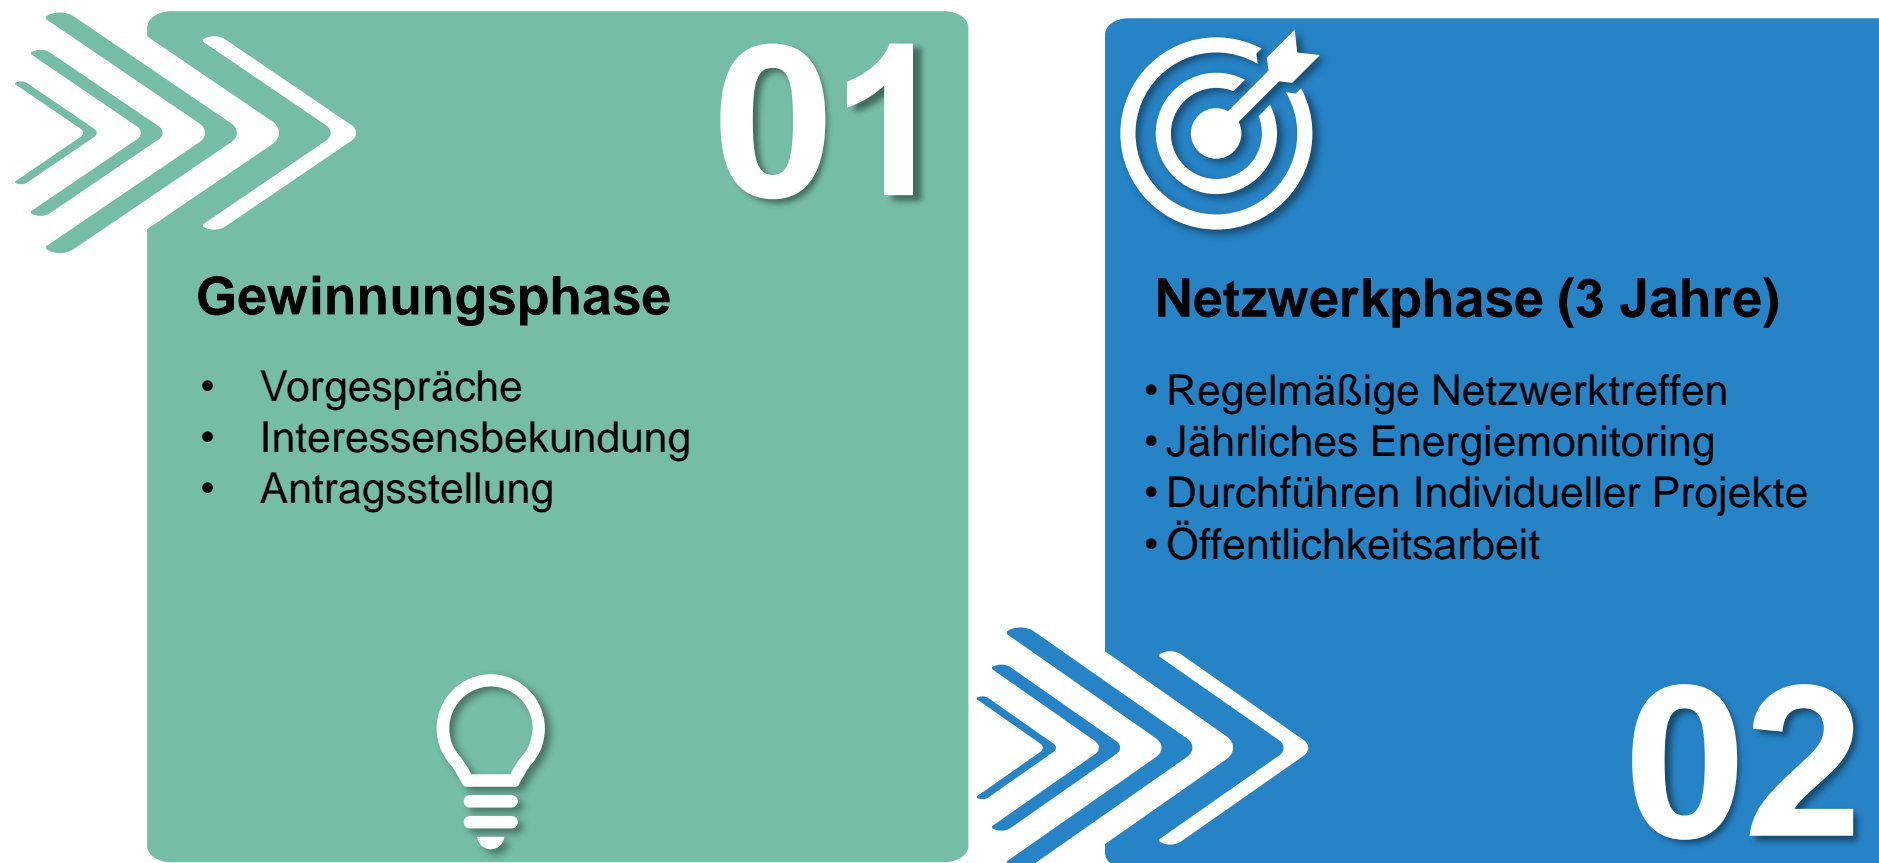 01
Gewinnungsphase
• Vorgespräche
• Interessensbekundung
• Antragsstellung
Netzwerkphase (3 Jahre)
• Regelmäßige Netzwerktreffen
• Jährliches Energiemonitoring
• Durchführen Individueller Projekte
• Öffentlichkeitsarbeit
02